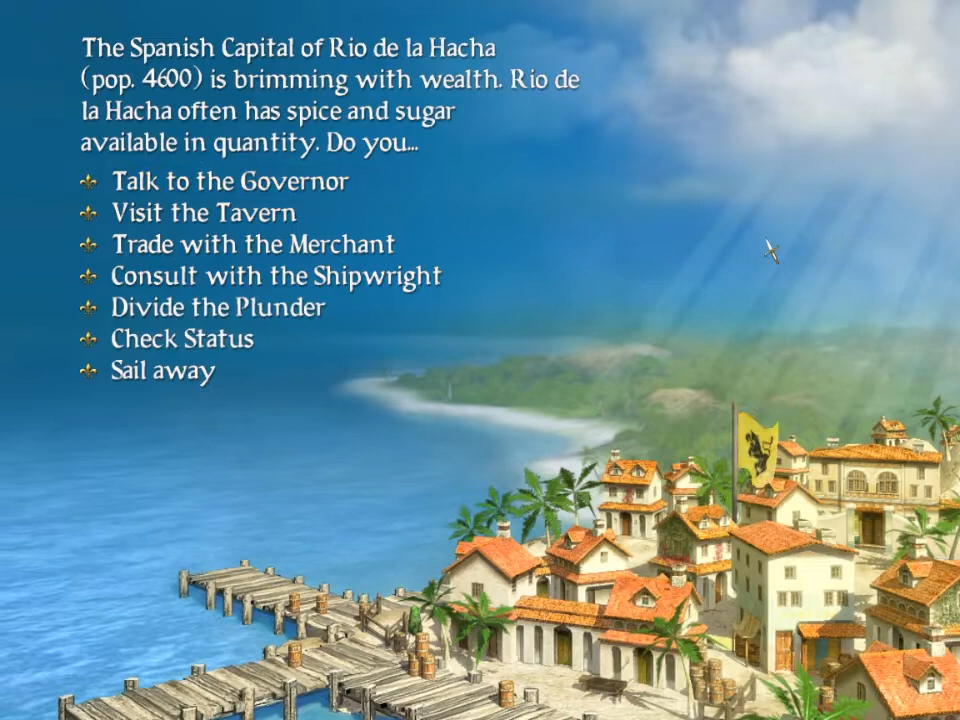 The Spanish Capital of Rio de la Hacha
(pop. 4600) is brimming with wealth. Rio de
la Hacha often has spice and sugar
available in quantity. Do you...
Talk to the Governor
Visit the Tavern
Trade with the Merchant
Consult with the Shipwright
Divide the Plunder
Check Status
Sail away